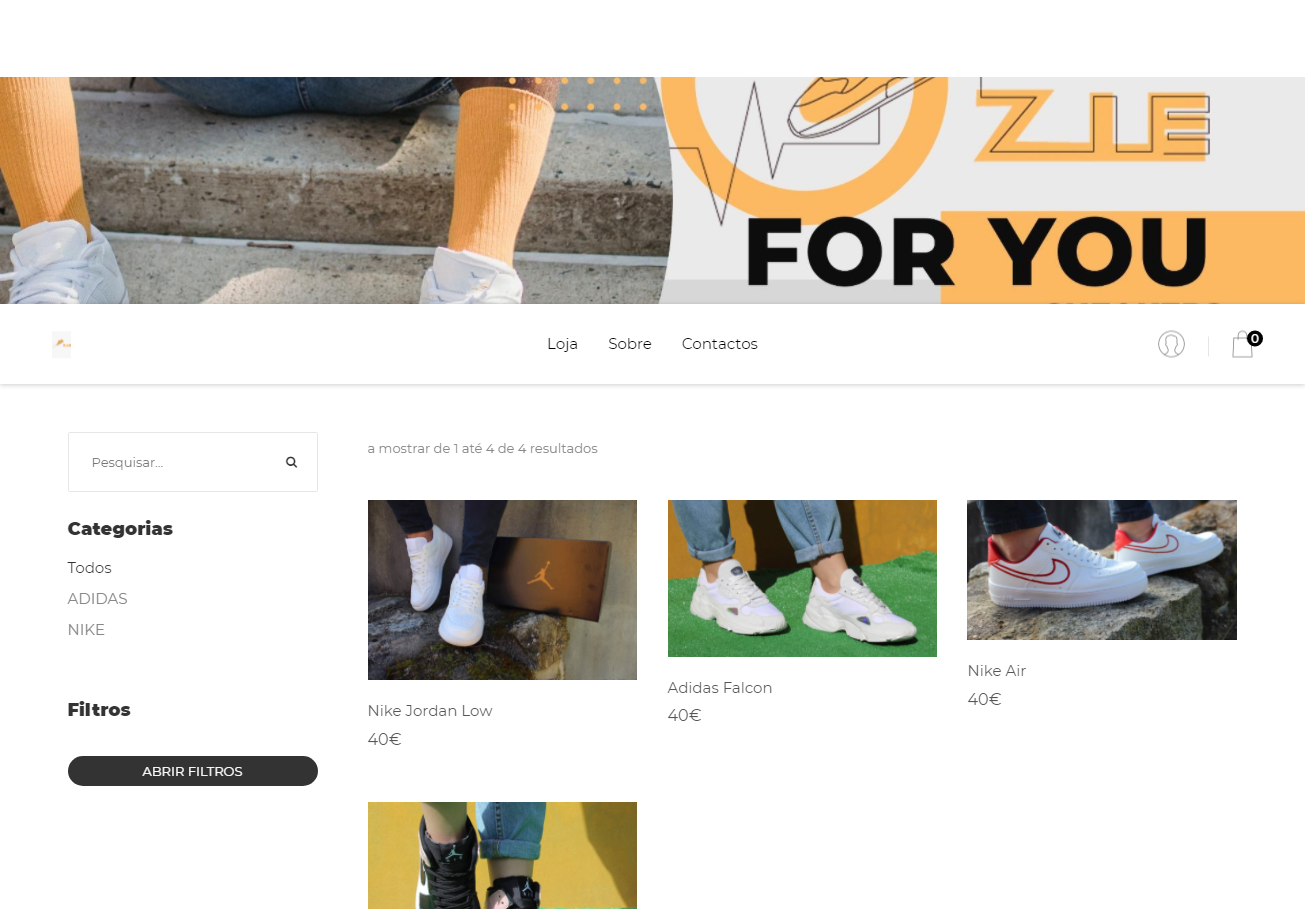 ZIE
FOR YOU
Loja Sobre Contactos
0
Pesquisar...
a mostrar de 1 até 4 de 4 resultados
Categorias
Todos
ADIDAS
NIKE
Filtros
ABRIR FILTROS
Nike Jordan Low
40€
Adidas Falcon
40€
Nike Air
40€